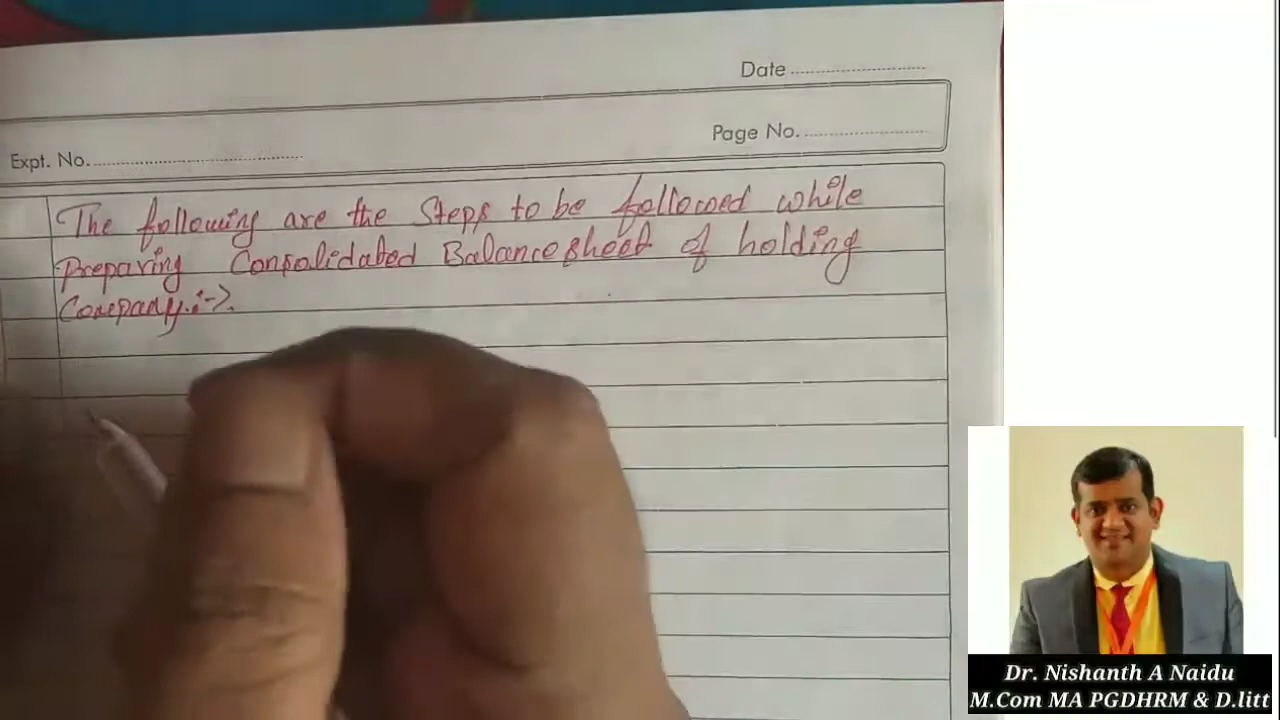 Date
Page No.
Expt. No.
The following are the Steps to be followed while
Preparing Consolidated Balancesheet of holding
Company:->.
Dr. Nishanth A Naidu
M.Com MA PGDHRM & D.litt